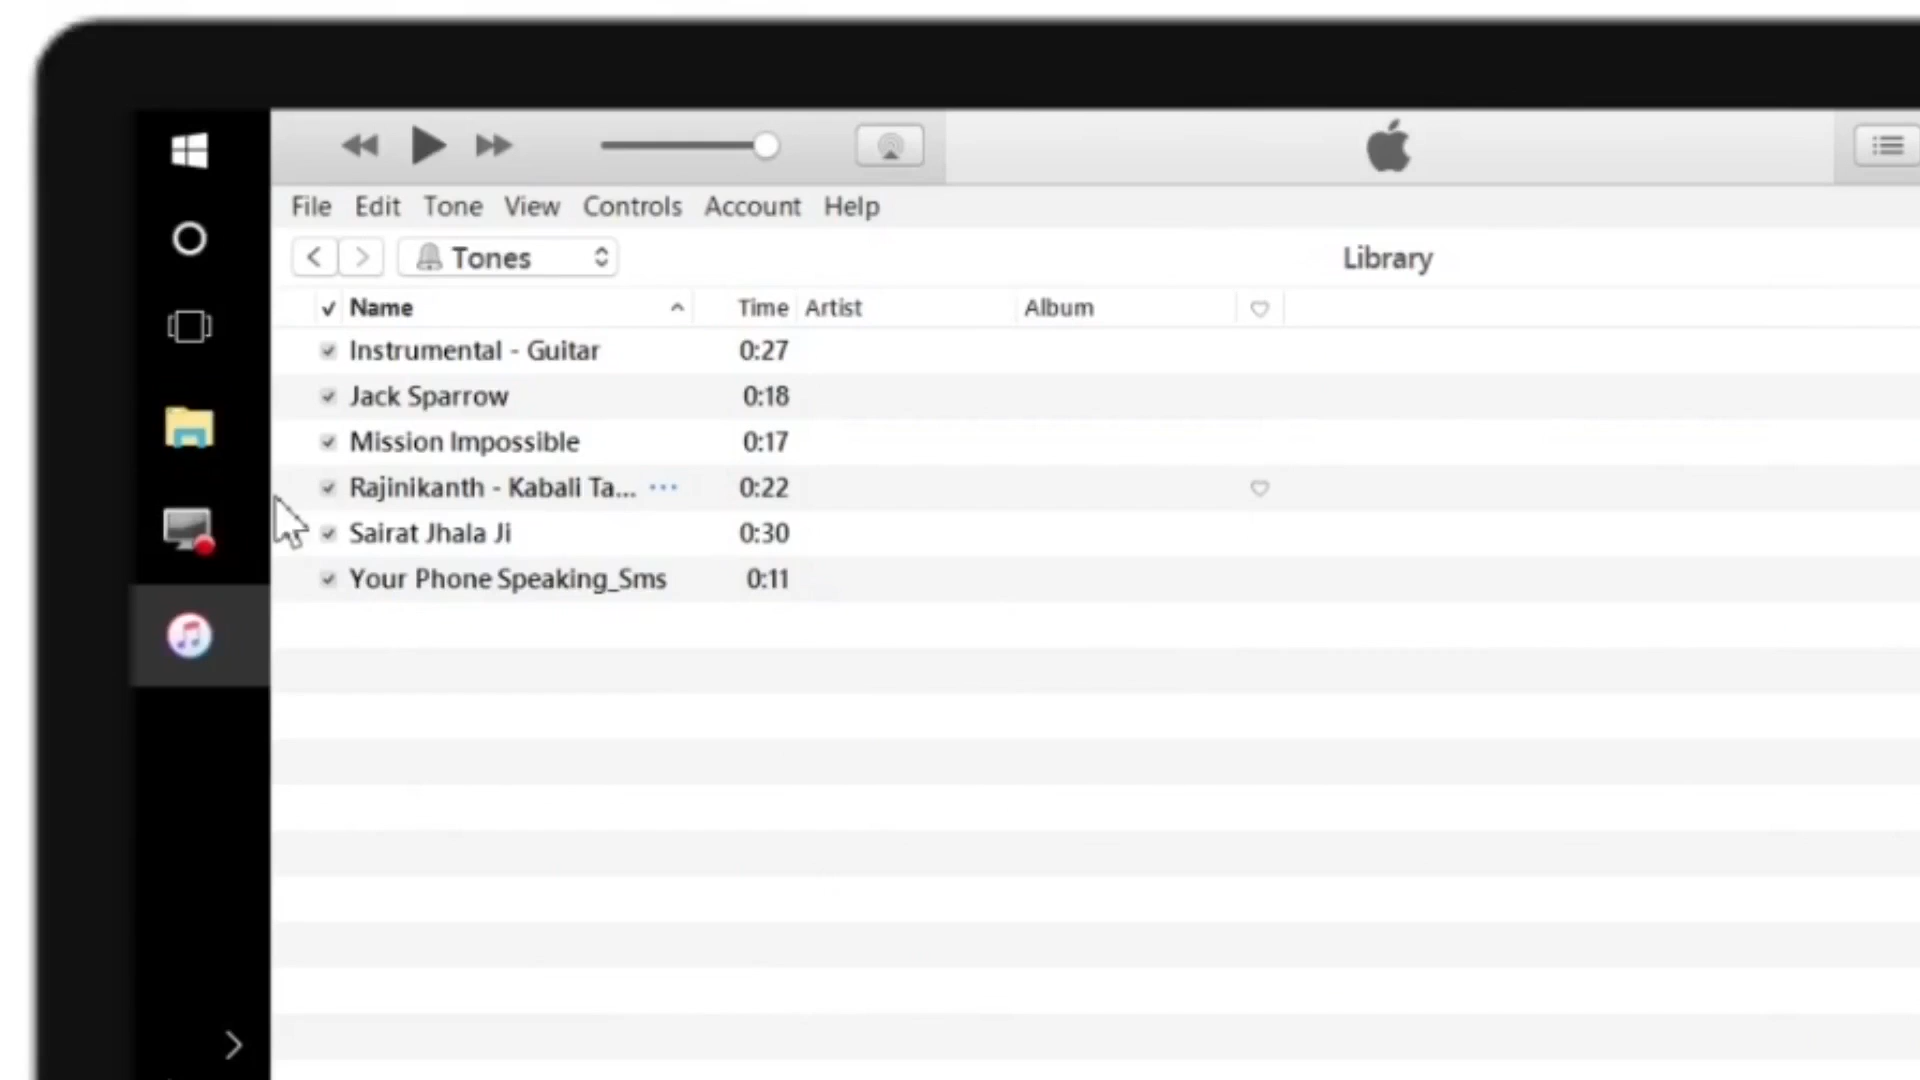 File Edit Tone View Controls Account Help
Tones
Library
Name Time Artist Album
Instrumental - Guitar 0:27
Jack Sparrow 0:18
Mission Impossible 0:17
Rajinikanth - Kabali Ta... 0:22
Sairat Jhala Ji 0:30
Your Phone Speaking_Sms 0:11